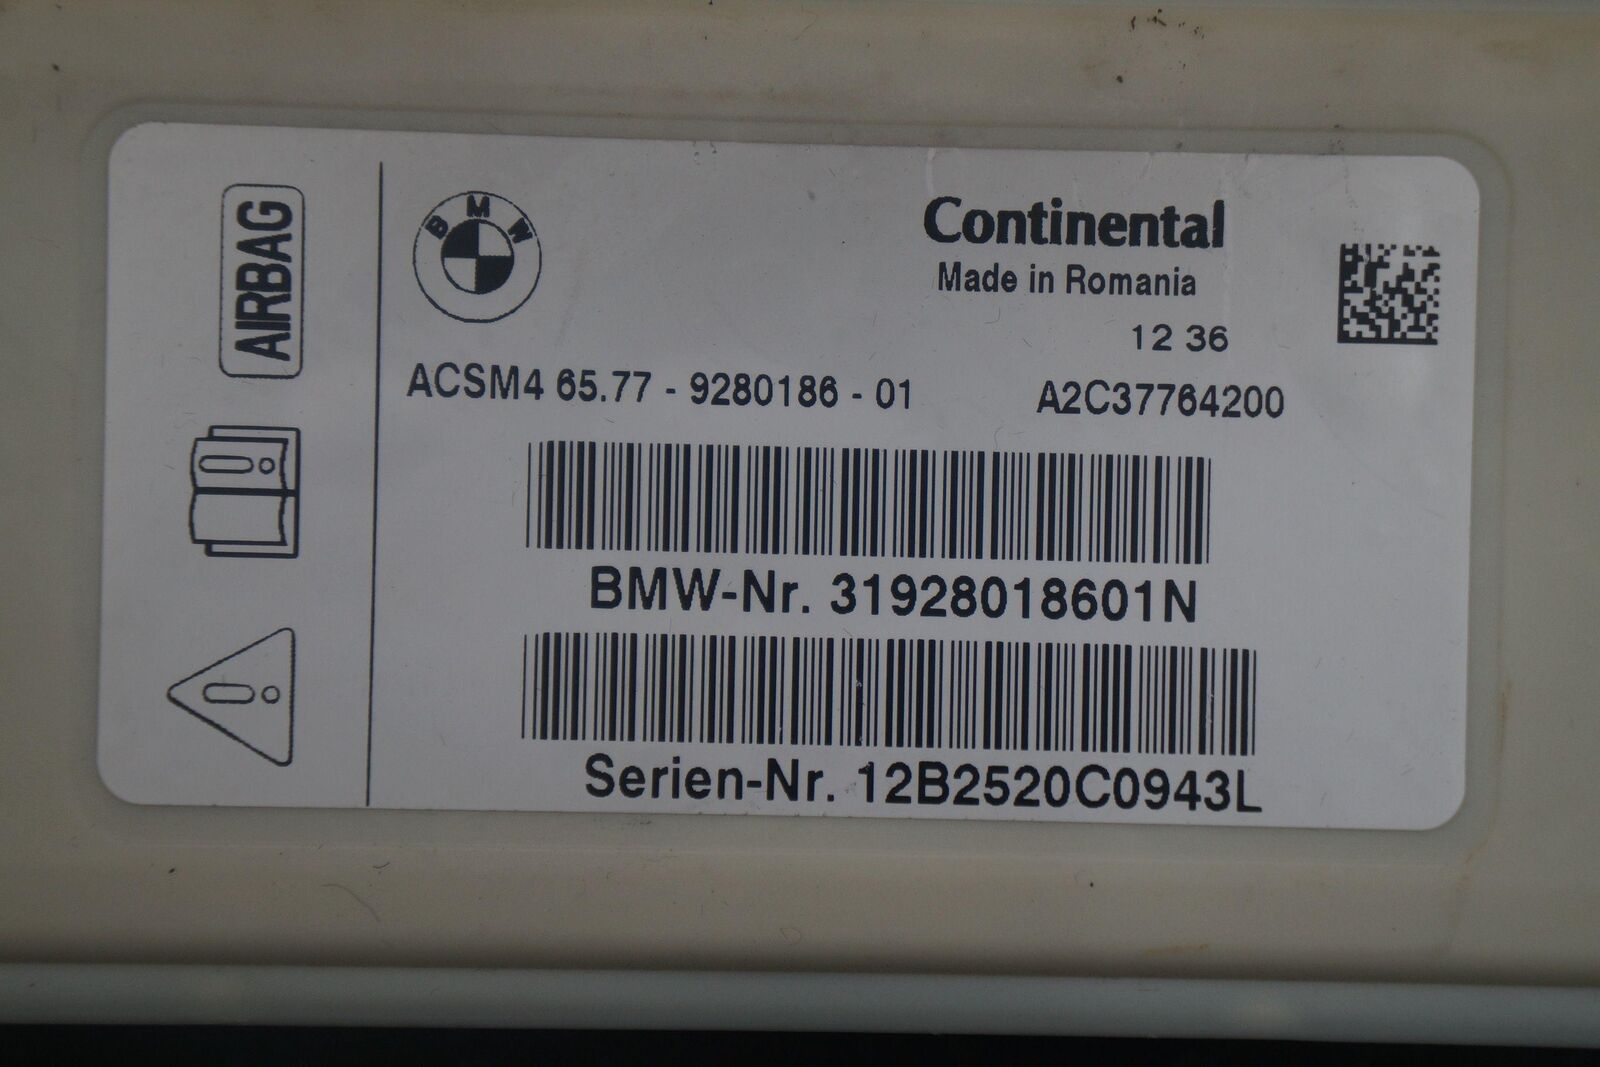 AIRBAG
BMW
Continental
Made in Romania
12 36
ACSM4 65.77 - 9280186 - 01
A2C37764200
BMW-Nr. 31928018601N
Serien-Nr. 12B2520C0943L